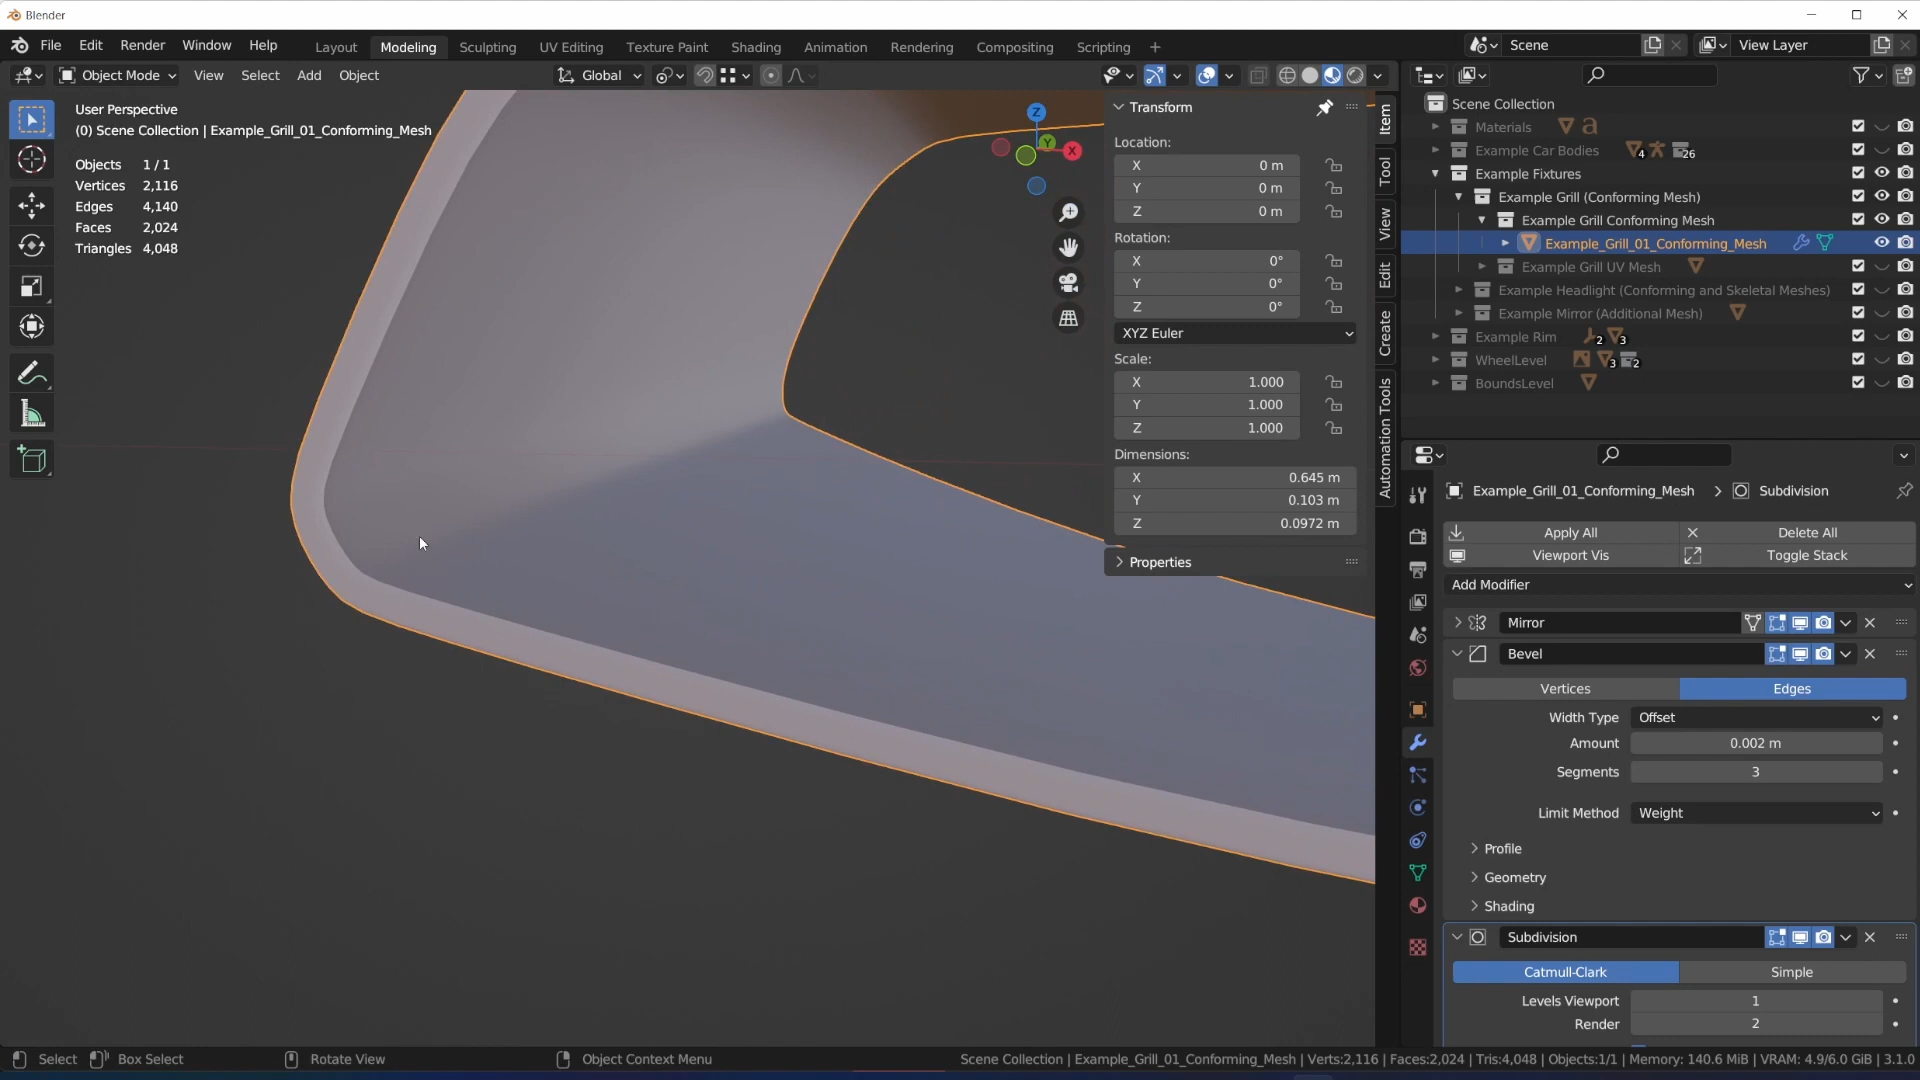 Blender
File Edit Render Window Help Layout Modeling Sculpting UV Editing Texture Paint Shading Animation Rendering Compositing Scripting + Scene View Layer
Object Mode View Select Add Object Global
User Perspective
(0) Scene Collection | Example_Grill_01_Conforming_Mesh
Objects 1/1
Vertices 2,116
Edges 4,140
Faces 2,024
Triangles 4,048
Z
Y
X
Transform
Location:
X 0 m
Y 0 m
Z 0 m
Rotation:
X 0°
Y 0°
Z 0°
XYZ Euler
Scale:
X 1.000
Y 1.000
Z 1.000
Dimensions:
X 0.645 m
Y 0.103 m
Z 0.0972 m
Properties
Item
Tool
View
Edit
Create
Automation Tools
Scene Collection
Materials
Example Car Bodies 4 26
Example Fixtures
Example Grill (Conforming Mesh)
Example Grill Conforming Mesh
Example_Grill_01_Conforming_Mesh
Example Grill UV Mesh
Example Headlight (Conforming and Skeletal Meshes)
Example Mirror (Additional Mesh)
Example Rim 2 3
WheelLevel 3 2
BoundsLevel
Example_Grill_01_Conforming_Mesh Subdivision
Apply All Delete All
Viewport Vis Toggle Stack
Add Modifier
Mirror
Bevel
Vertices Edges
Width Type Offset
Amount 0.002 m
Segments 3
Limit Method Weight
Profile
Geometry
Shading
Subdivision
Catmull-Clark Simple
Levels Viewport 1
Render 2
Select Box Select Rotate View Object Context Menu Scene Collection | Example_Grill_01_Conforming_Mesh | Verts:2,116 | Faces:2,024 | Tris:4,048 | Objects:1/1 | Memory: 140.6 MiB | VRAM: 4.9/6.0 GiB | 3.1.0